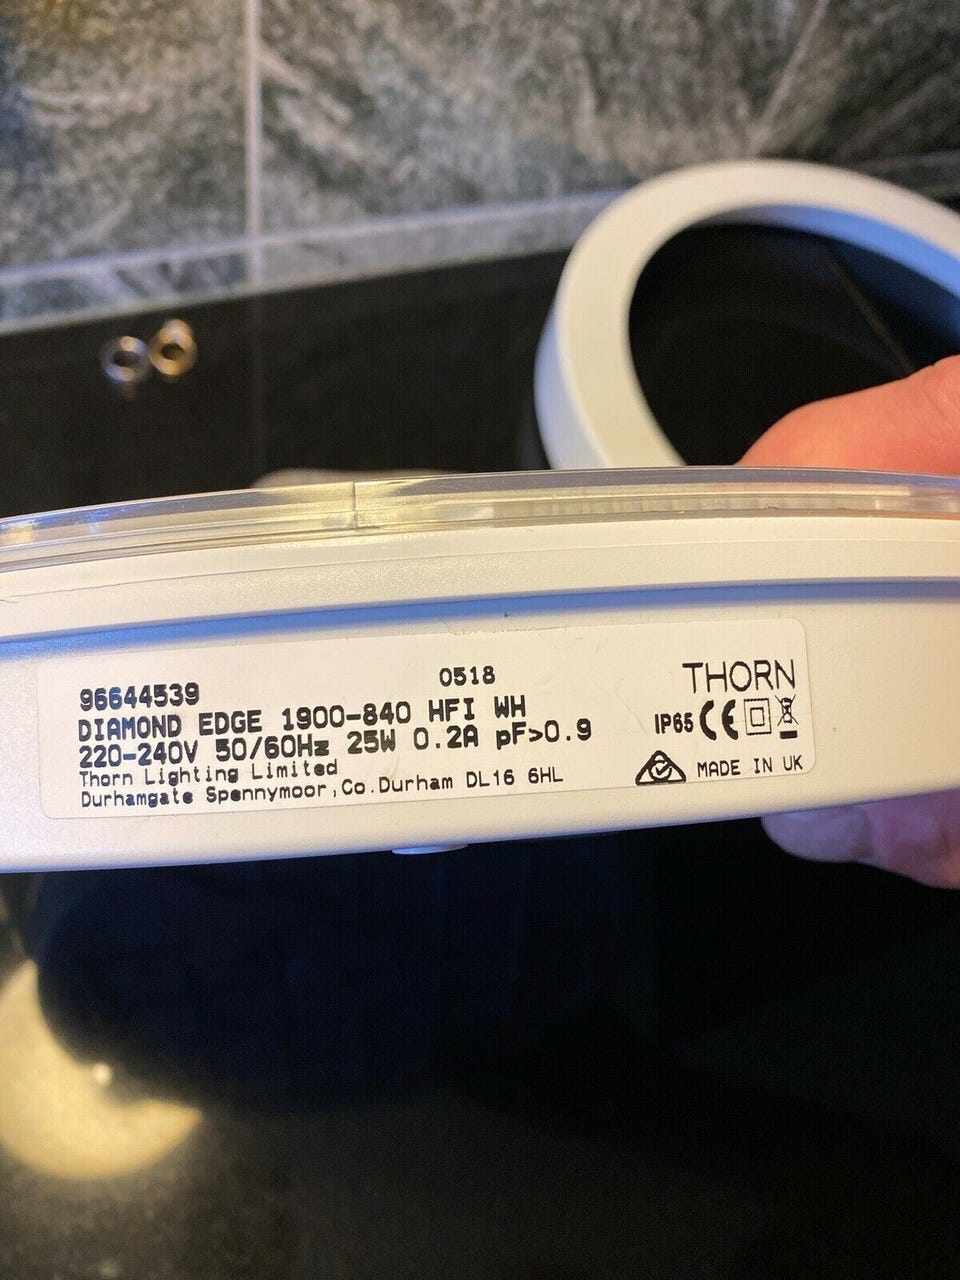 96644539 0518
DIAMOND EDGE 1900-840 HFI WH
220-240V 50/60Hz 25W 0.2A pF>0.9
Thorn Lighting Limited
Durhamgate Spennymoor,Co.Durham DL16 6HL
THORN
IP65 CE
MADE IN UK